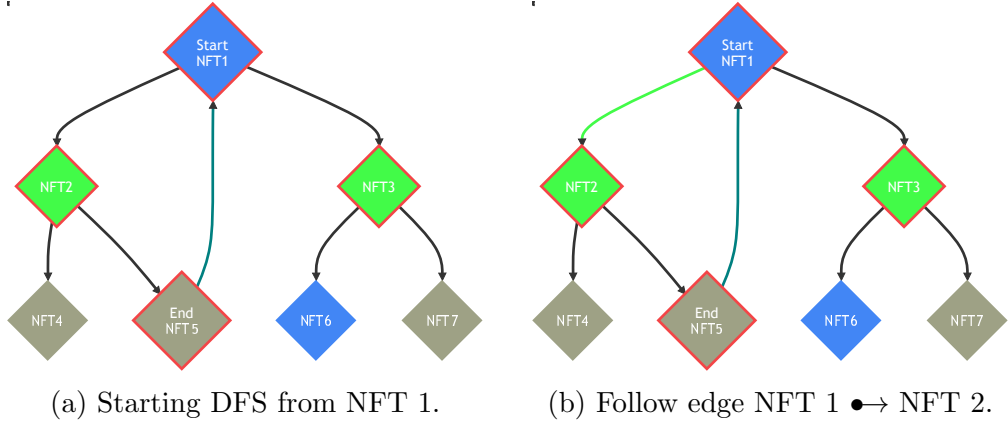 Start
NFT1
NFT2
NFT3
NFT4
End
NFT5
NFT6
NFT7
(a) Starting DFS from NFT 1.
Start
NFT1
NFT2
NFT3
NFT4
End
NFT5
NFT6
NFT7
(b) Follow edge NFT 1 ●→ NFT 2.